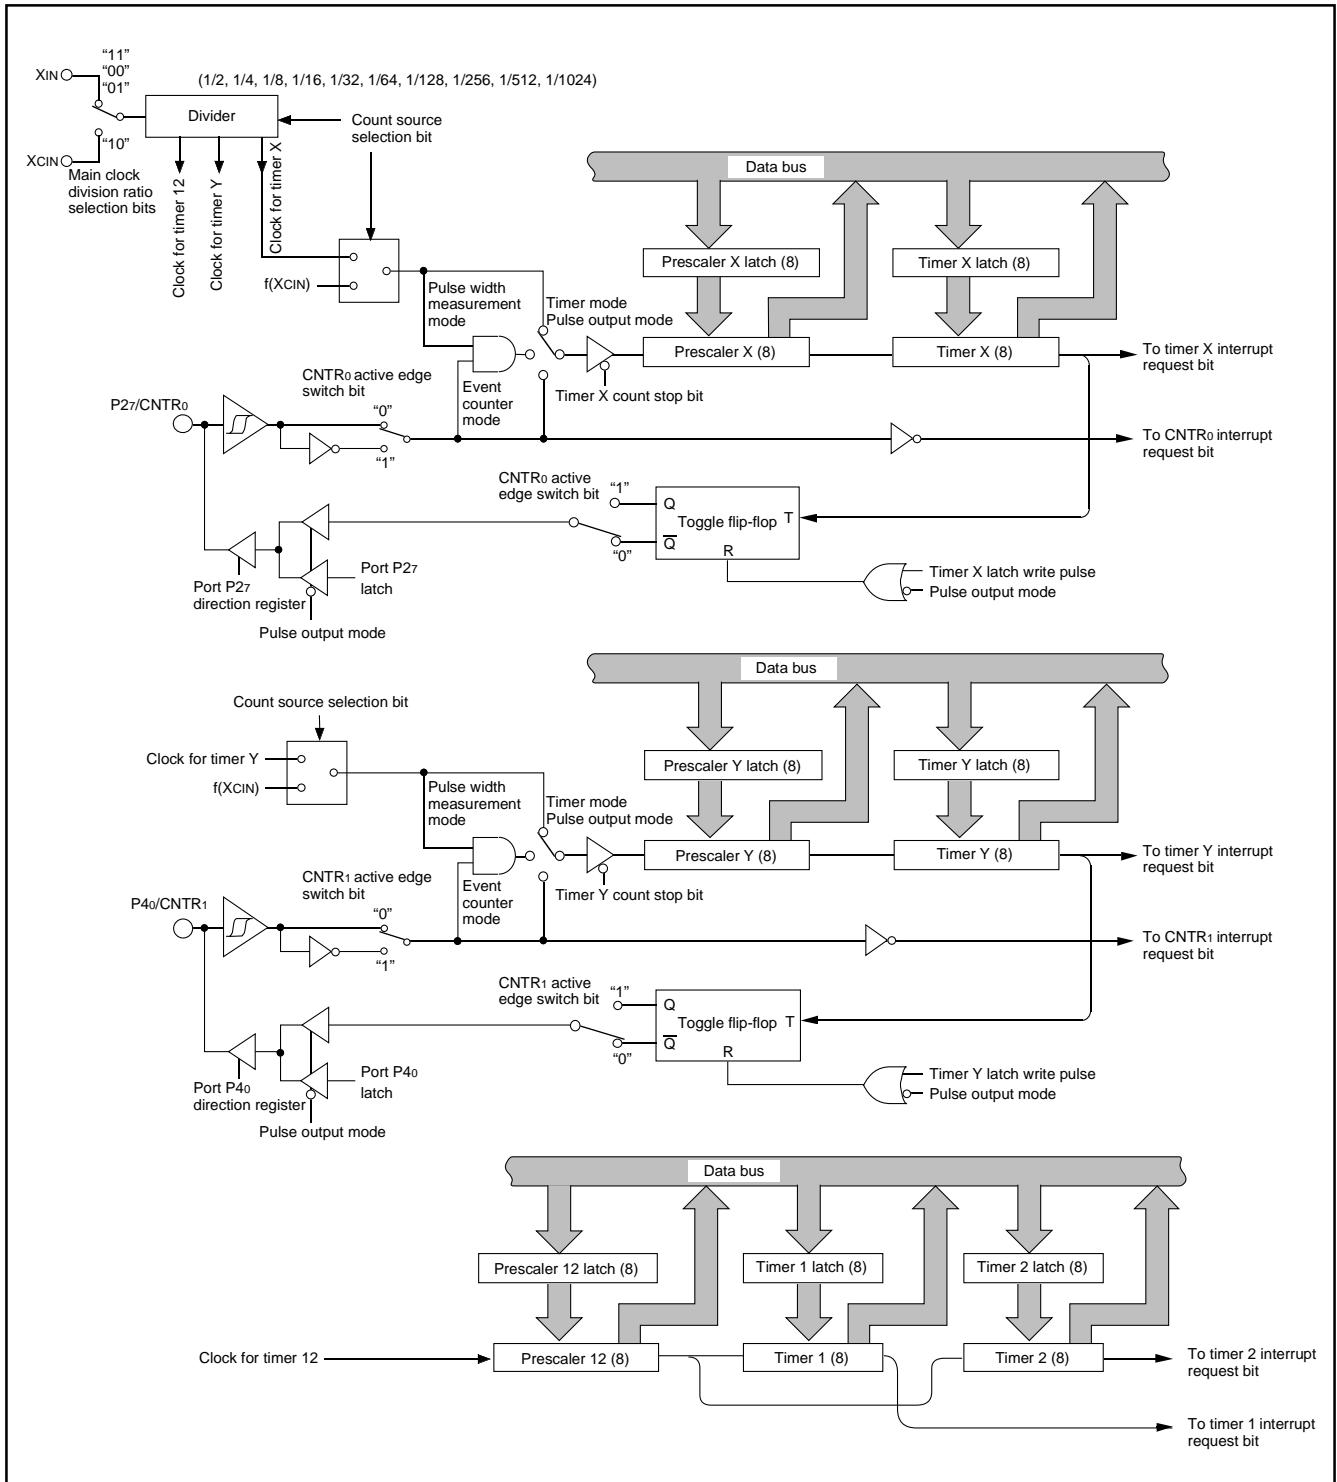 “11”
“00”
“01”
XIN
(1/2, 1/4, 1/8, 1/16, 1/32, 1/64, 1/128, 1/256, 1/512, 1/1024)
Divider
Count source
selection bit
“10”
XCIN
Main clock
division ratio
selection bits
Clock for timer 12
Clock for timer Y
Clock for timer X
f(XCIN)
Data bus
Prescaler X latch (8)
Timer X latch (8)
Pulse width
measurement
mode
Timer mode
Pulse output mode
Prescaler X (8)
Timer X (8)
To timer X interrupt
request bit
Timer X count stop bit
Event
counter
mode
CNTR0 active edge
switch bit
P27/CNTR0
“0”
“1”
To CNTR0 interrupt
request bit
CNTR0 active
edge switch bit
“1”
“0”
Q
Toggle flip-flop
T
Q
R
Timer X latch write pulse
Pulse output mode
Port P27
latch
Port P27
direction register
Pulse output mode
Data bus
Count source selection bit
Clock for timer Y
f(XCIN)
Prescaler Y latch (8)
Timer Y latch (8)
Pulse width
measurement
mode
Timer mode
Pulse output mode
Prescaler Y (8)
Timer Y (8)
To timer Y interrupt
request bit
Timer Y count stop bit
Event
counter
mode
CNTR1 active edge
switch bit
P40/CNTR1
“0”
“1”
To CNTR1 interrupt
request bit
CNTR1 active
edge switch bit
“1”
“0”
Q
Toggle flip-flop
T
Q
R
Timer Y latch write pulse
Pulse output mode
Port P40
latch
Port P40
direction register
Pulse output mode
Data bus
Prescaler 12 latch (8)
Timer 1 latch (8)
Timer 2 latch (8)
Clock for timer 12
Prescaler 12 (8)
Timer 1 (8)
Timer 2 (8)
To timer 2 interrupt
request bit
To timer 1 interrupt
request bit